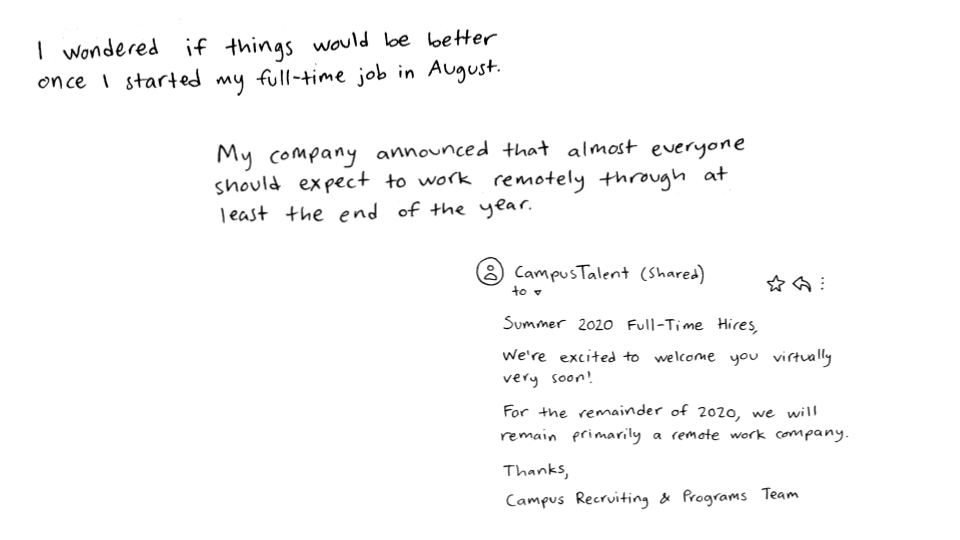 I wondered if things would be better
once I started my full-time job in August.
My company announced that almost everyone
should expect to work remotely through at
least the end of the year.
CampusTalent (Shared)
to
Summer 2020 Full-Time Hires,
We're excited to welcome you virtually
very soon!
For the remainder of 2020, we will
remain primarily a remote work company.
Thanks,
Campus Recruiting & Programs Team